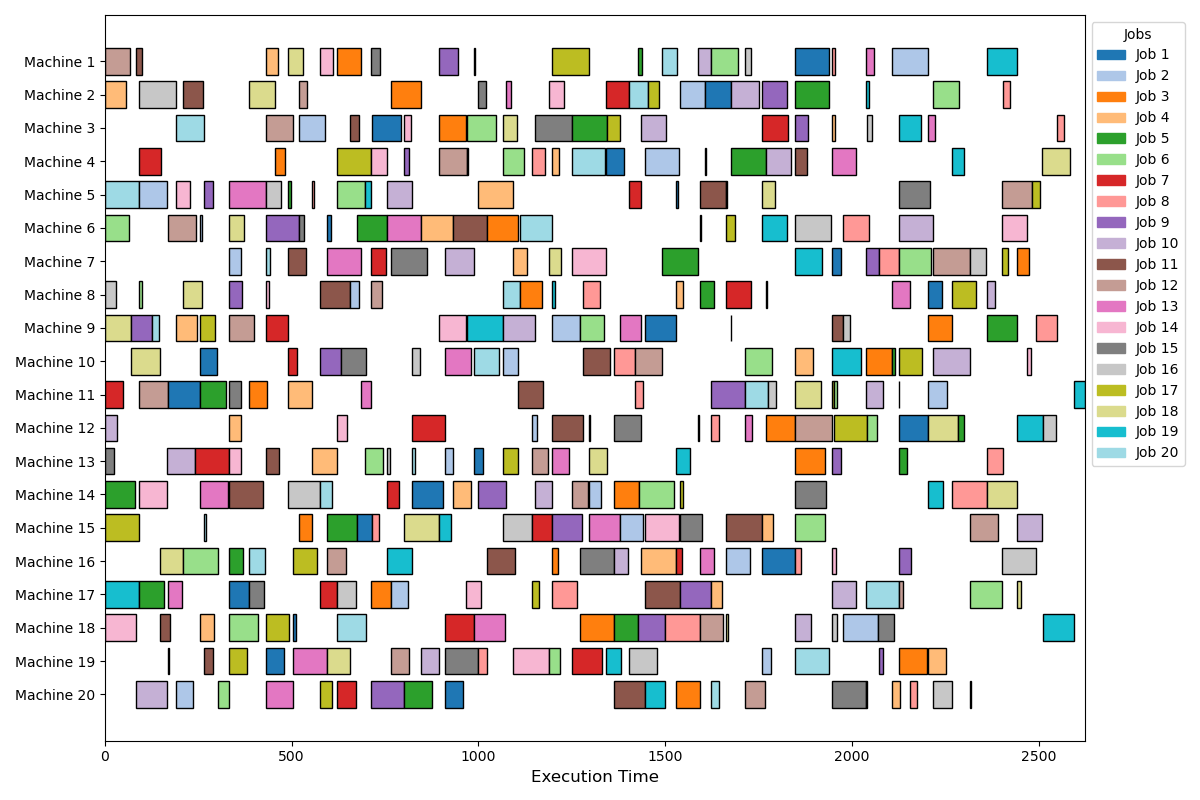 Machine 1
Machine 2
Machine 3
Machine 4
Machine 5
Machine 6
Machine 7
Machine 8
Machine 9
Machine 10
Machine 11
Machine 12
Machine 13
Machine 14
Machine 15
Machine 16
Machine 17
Machine 18
Machine 19
Machine 20
0 500 1000 1500 2000 2500
Execution Time
Jobs
Job 1
Job 2
Job 3
Job 4
Job 5
Job 6
Job 7
Job 8
Job 9
Job 10
Job 11
Job 12
Job 13
Job 14
Job 15
Job 16
Job 17
Job 18
Job 19
Job 20